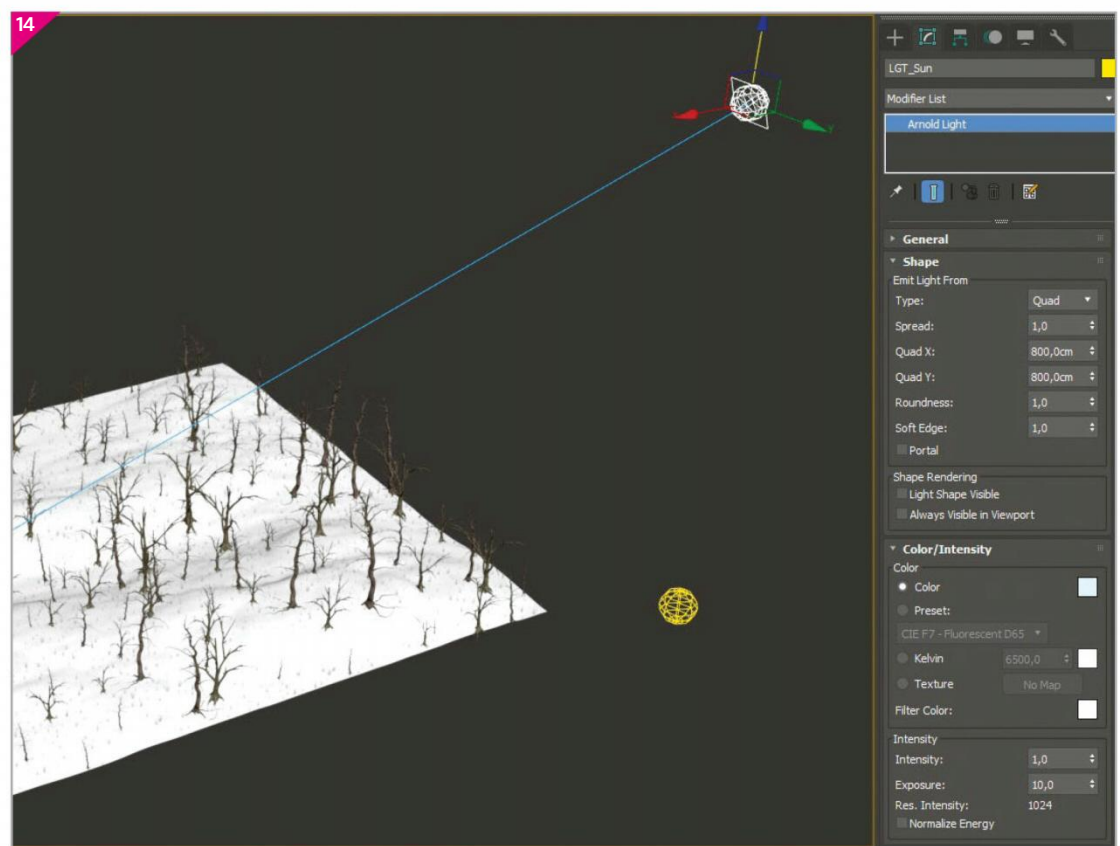 14
LGT_Sun
Modifier List
Arnold Light
General
Shape
Emit Light From
Type: Quad
Spread: 1,0
Quad X: 800,0cm
Quad Y: 800,0cm
Roundness: 1,0
Soft Edge: 1,0
Portal
Shape Rendering
Light Shape Visible
Always Visible in Viewport
Color/Intensity
Color
Color
Preset:
CIE F7 - Fluorescent D65
Kelvin 6500,0
Texture No Map
Filter Color:
Intensity
Intensity: 1,0
Exposure: 10,0
Res. Intensity: 1024
Normalize Energy